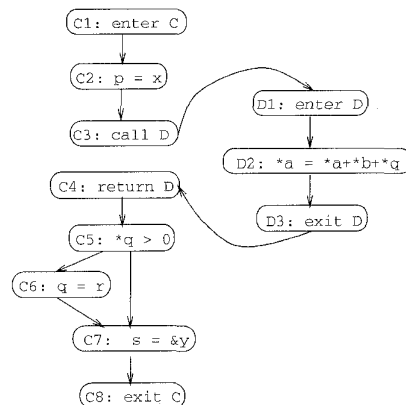 C1: enter C
C2: p = x
C3: call D
D1: enter D
D2: *a = *a+*b+*q
D3: exit D
C4: return D
C5: *q > 0
C6: q = r
C7: s = &y
C8: exit C